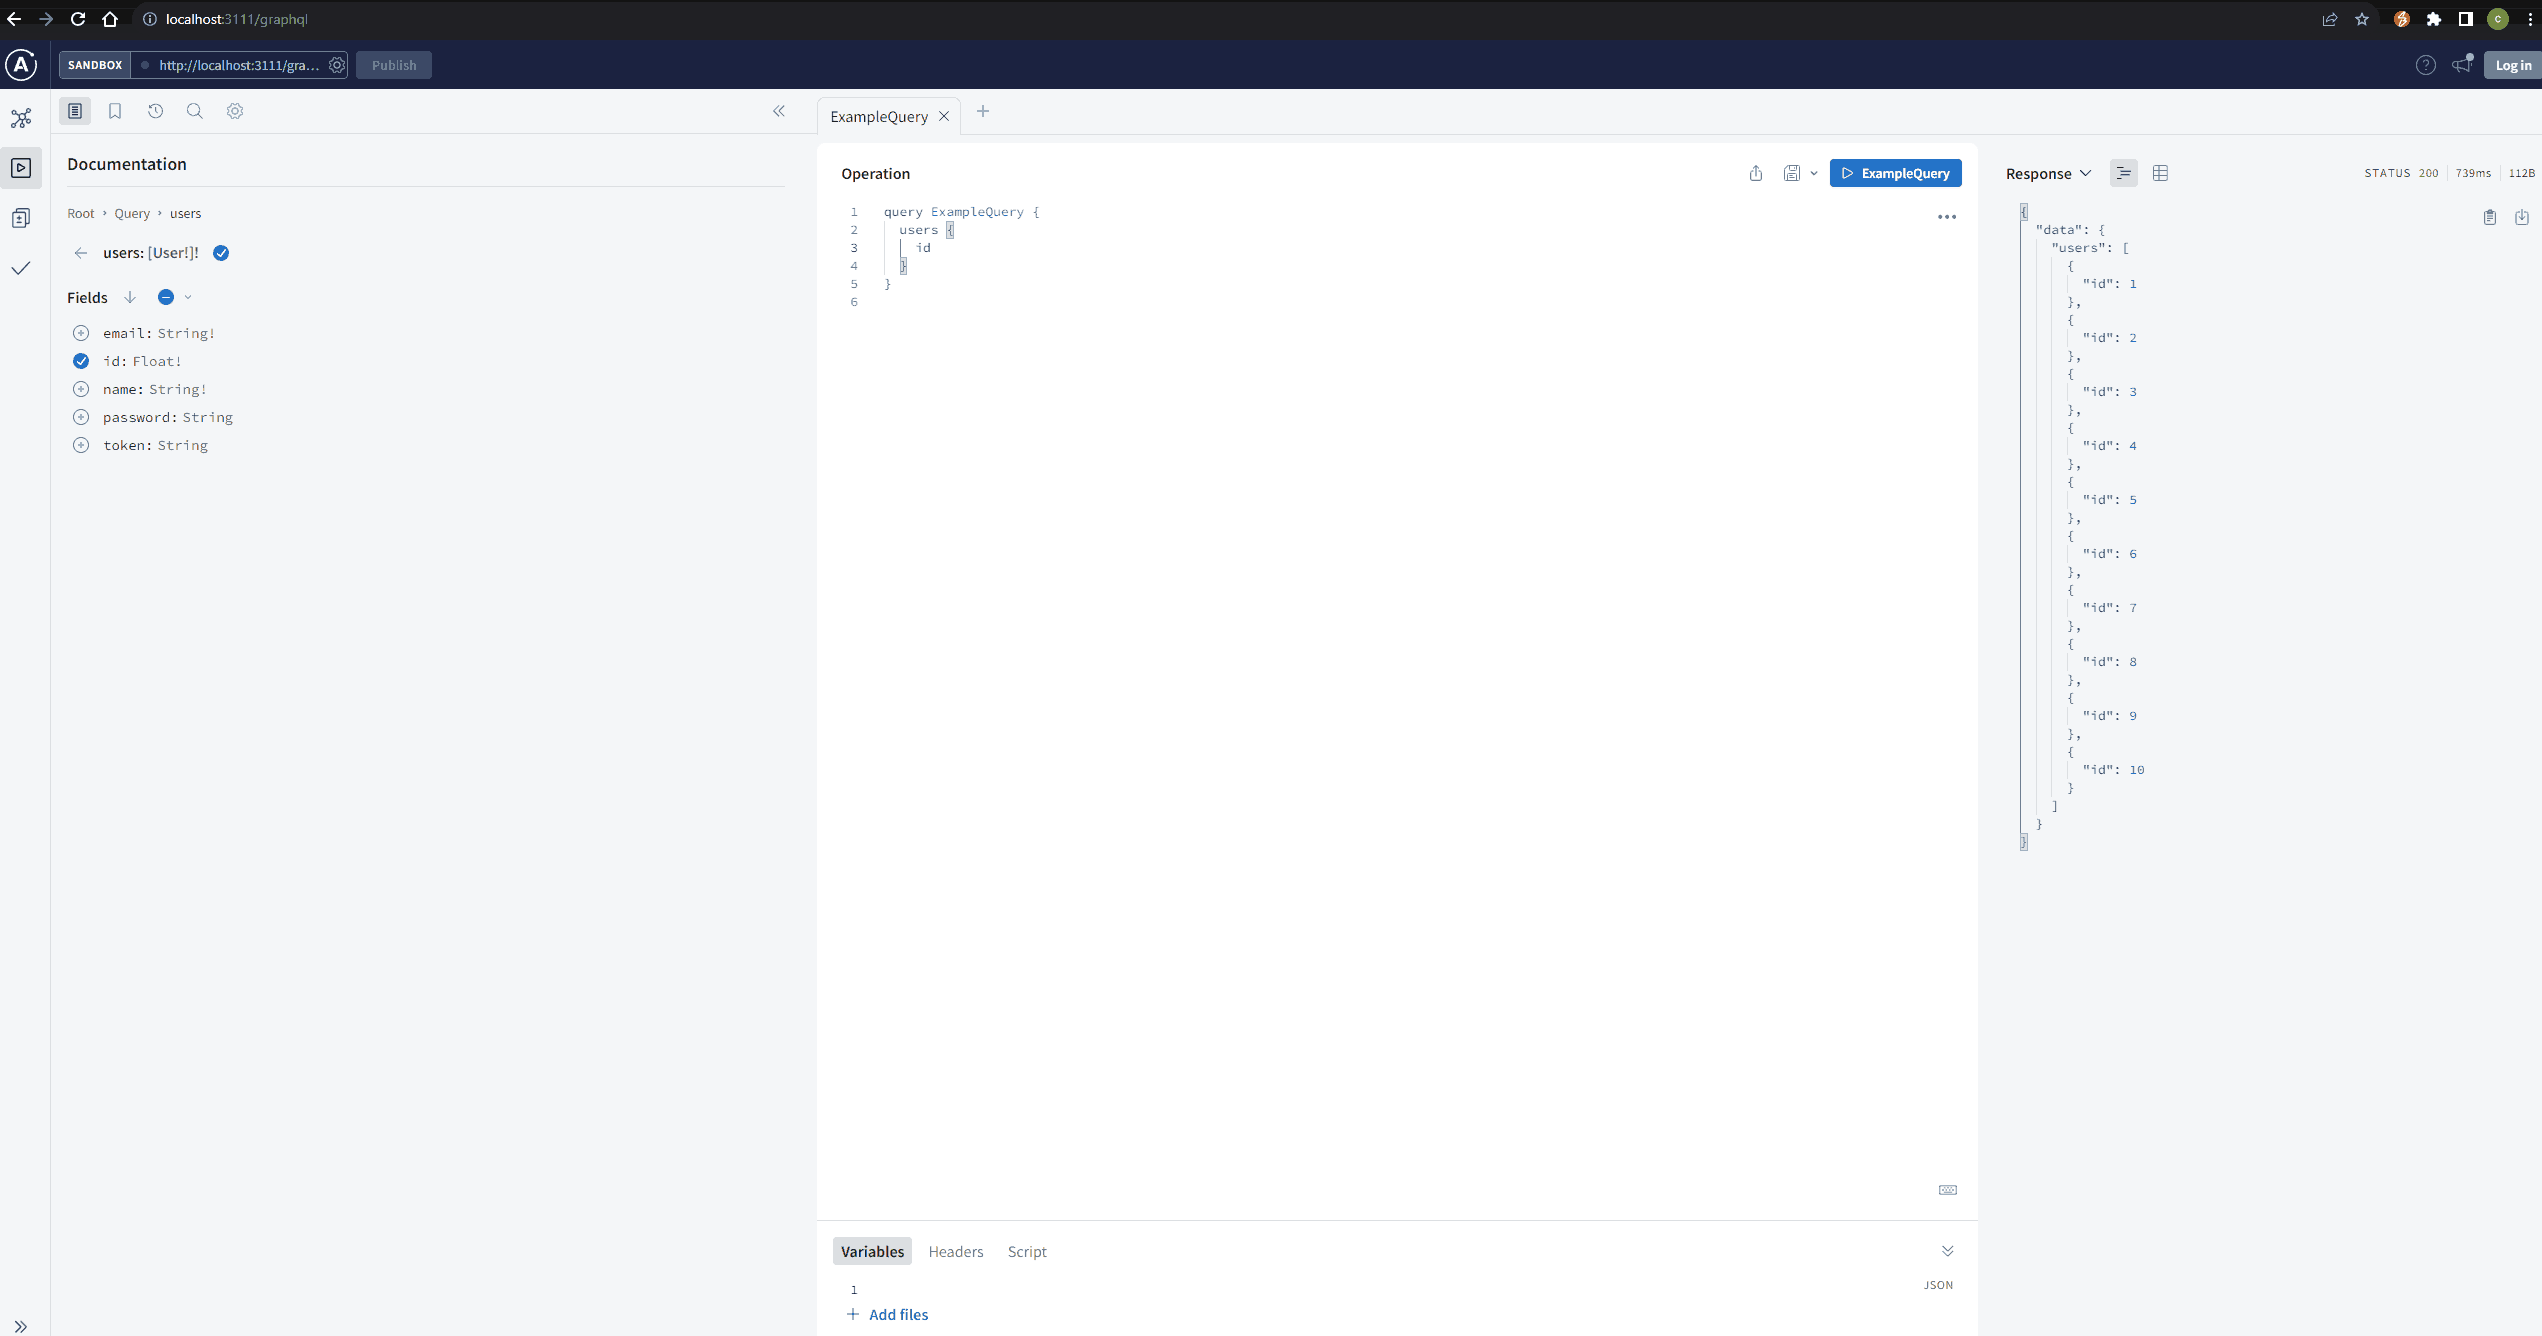 localhost:3111/graphql
SANDBOX http://localhost:3111/gra... Publish
Log in
Documentation
Root › Query › users
users: [User!]!
Fields
email: String!
id: Float!
name: String!
password: String
token: String
ExampleQuery
Operation
ExampleQuery
1 query ExampleQuery {
2 users {
3 id
4 }
5 }
6
Variables Headers Script
1
JSON
Add files
Response
STATUS 200 739ms 112B
{
"data": {
"users": [
{
"id": 1
},
{
"id": 2
},
{
"id": 3
},
{
"id": 4
},
{
"id": 5
},
{
"id": 6
},
{
"id": 7
},
{
"id": 8
},
{
"id": 9
},
{
"id": 10
}
]
}
}